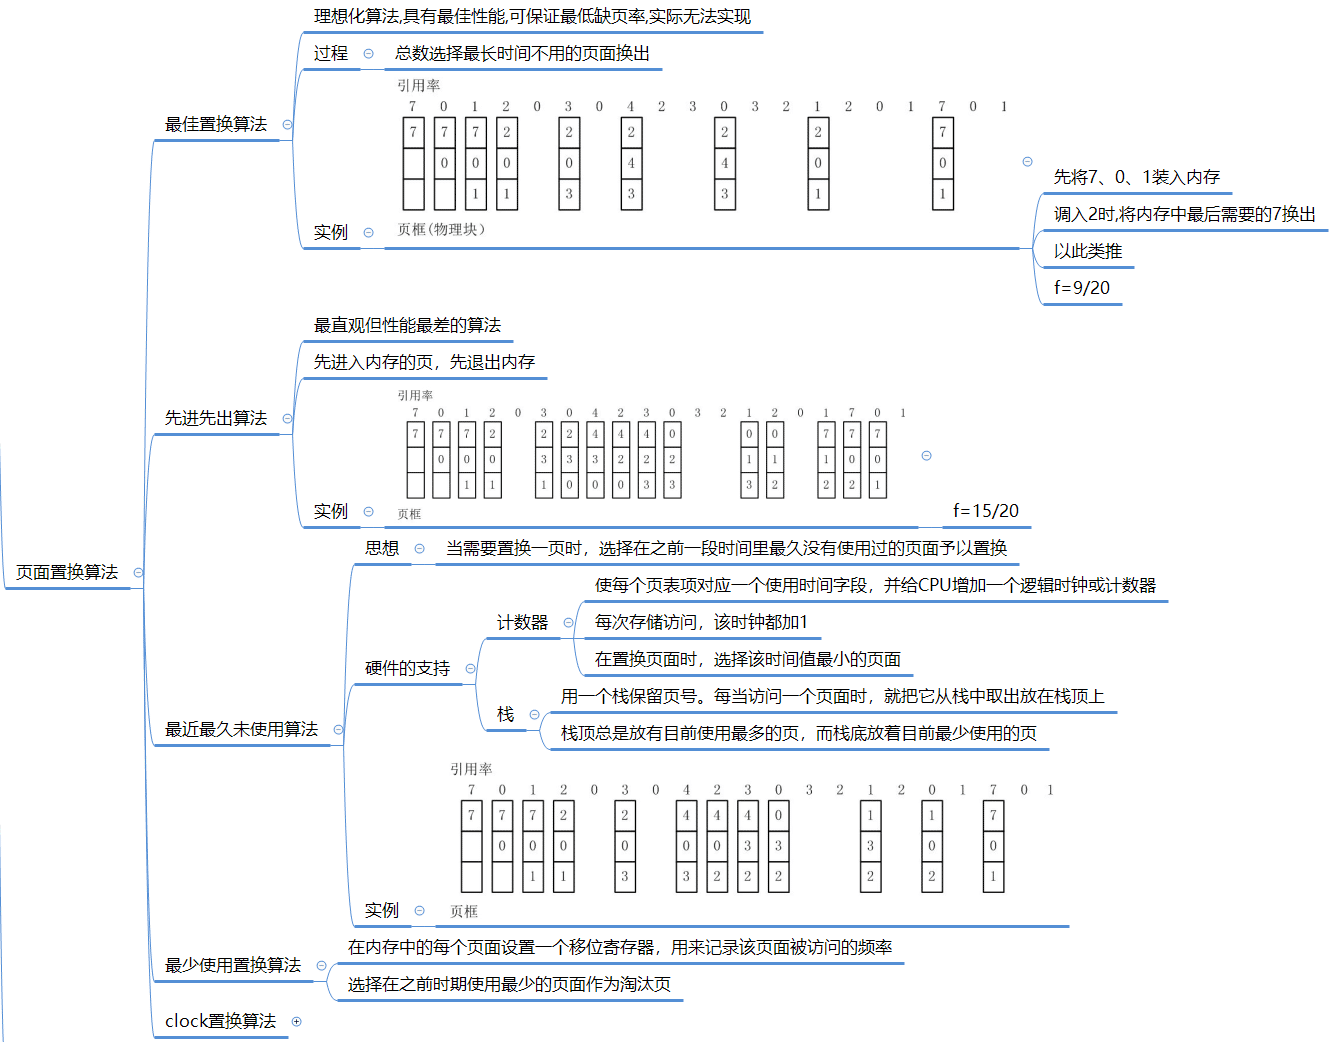 页面置换算法
最佳置换算法
理想化算法,具有最佳性能,可保证最低缺页率,实际无法实现
过程
总数选择最长时间不用的页面换出
实例
引用率
7 0 1 2 0 3 0 4 2 3 0 3 2 1 2 0 1 7 0 1
7 7 7 2 2 2 2 2 7
0 0 0 0 4 4 0 0
1 1 3 3 3 1 1
页框(物理块)
先将7、0、1装入内存
调入2时,将内存中最后需要的7换出
以此类推
f=9/20
先进先出算法
最直观但性能最差的算法
先进入内存的页，先退出内存
实例
引用率
7 0 1 2 0 3 0 4 2 3 0 3 2 1 2 0 1 7 0 1
7 7 7 2 2 2 4 4 4 0 0 0 7 7 7
0 0 0 3 3 3 2 2 2 1 1 1 0 0
1 1 1 0 0 0 3 3 3 2 2 2 1
页框
f=15/20
最近最久未使用算法
思想
当需要置换一页时，选择在之前一段时间里最久没有使用过的页面予以置换
硬件的支持
计数器
使每个页表项对应一个使用时间字段，并给CPU增加一个逻辑时钟或计数器
每次存储访问，该时钟都加1
在置换页面时，选择该时间值最小的页面
栈
用一个栈保留页号。每当访问一个页面时，就把它从栈中取出放在栈顶上
栈顶总是放有目前使用最多的页，而栈底放着目前最少使用的页
实例
引用率
7 0 1 2 0 3 0 4 2 3 0 3 2 1 2 0 1 7 0 1
7 7 7 2 2 4 4 4 0 1 1 7
0 0 0 0 0 0 3 3 3 0 0
1 1 3 3 2 2 2 2 2 1
页框
最少使用置换算法
在内存中的每个页面设置一个移位寄存器，用来记录该页面被访问的频率
选择在之前时期使用最少的页面作为淘汰页
clock置换算法